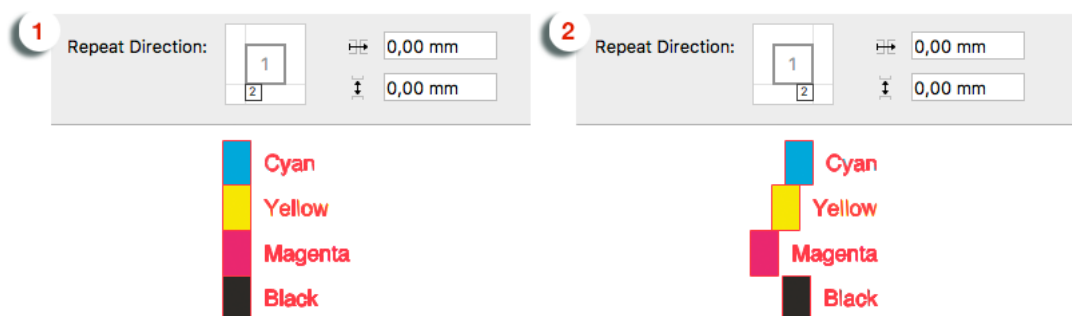 1
Repeat Direction:
1
2
0,00 mm
0,00 mm
Cyan
Yellow
Magenta
Black
2
Repeat Direction:
1
2
0,00 mm
0,00 mm
Cyan
Yellow
Magenta
Black